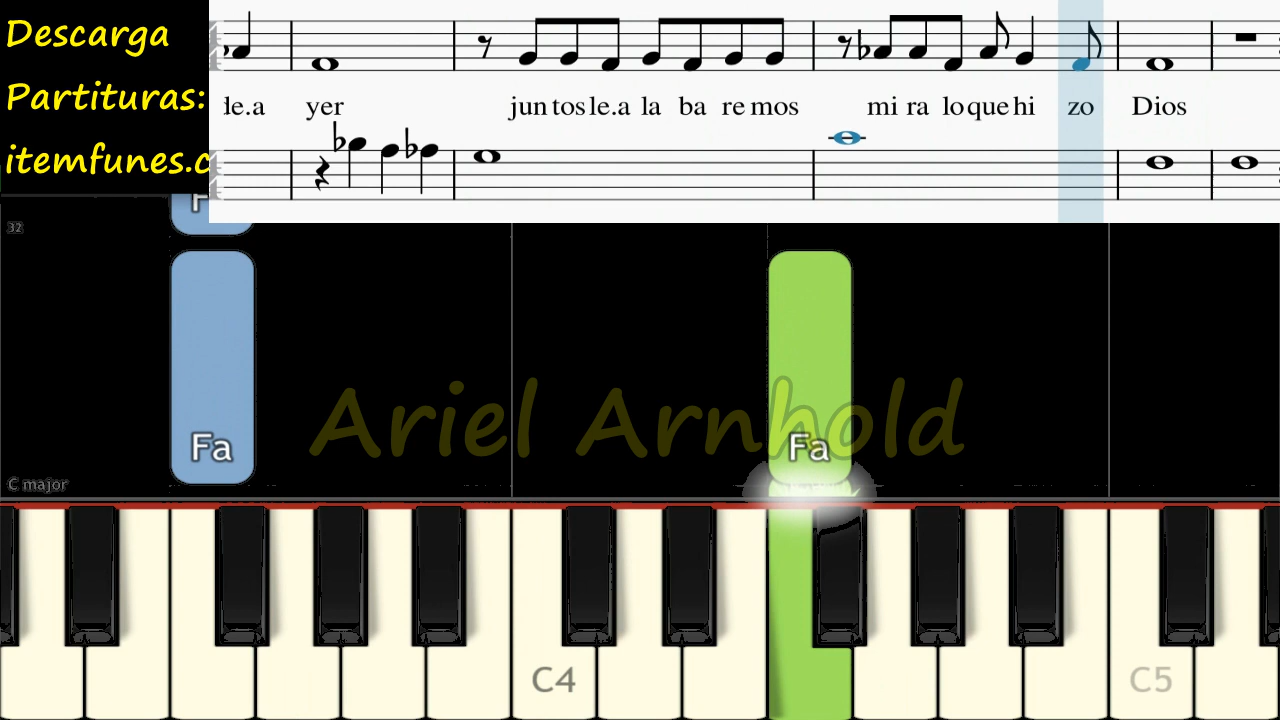 Descarga
Partituras:
itemfunes.c
le.a yer jun tos le.a la ba re mos mi ra lo que hi zo Dios
32
F
Fa
Fa
Ariel Arnhold
C major
C4
C5